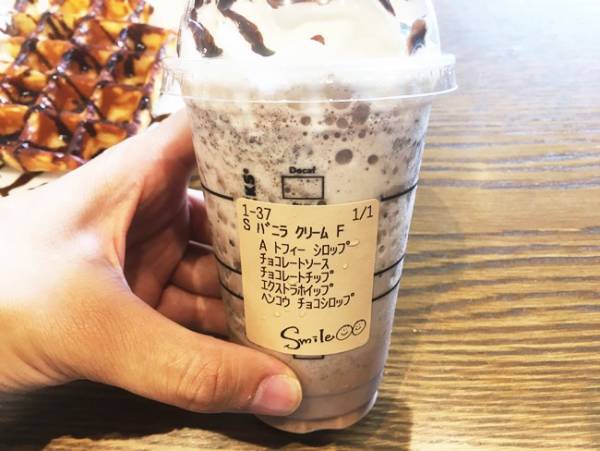 Decaf
1-37 1/1
S バニラ クリーム F
A トフィー シロップ
チョコレートソース
チョコレートチップ
エクストラホイップ
ヘンコウ チョコシロップ
Smile